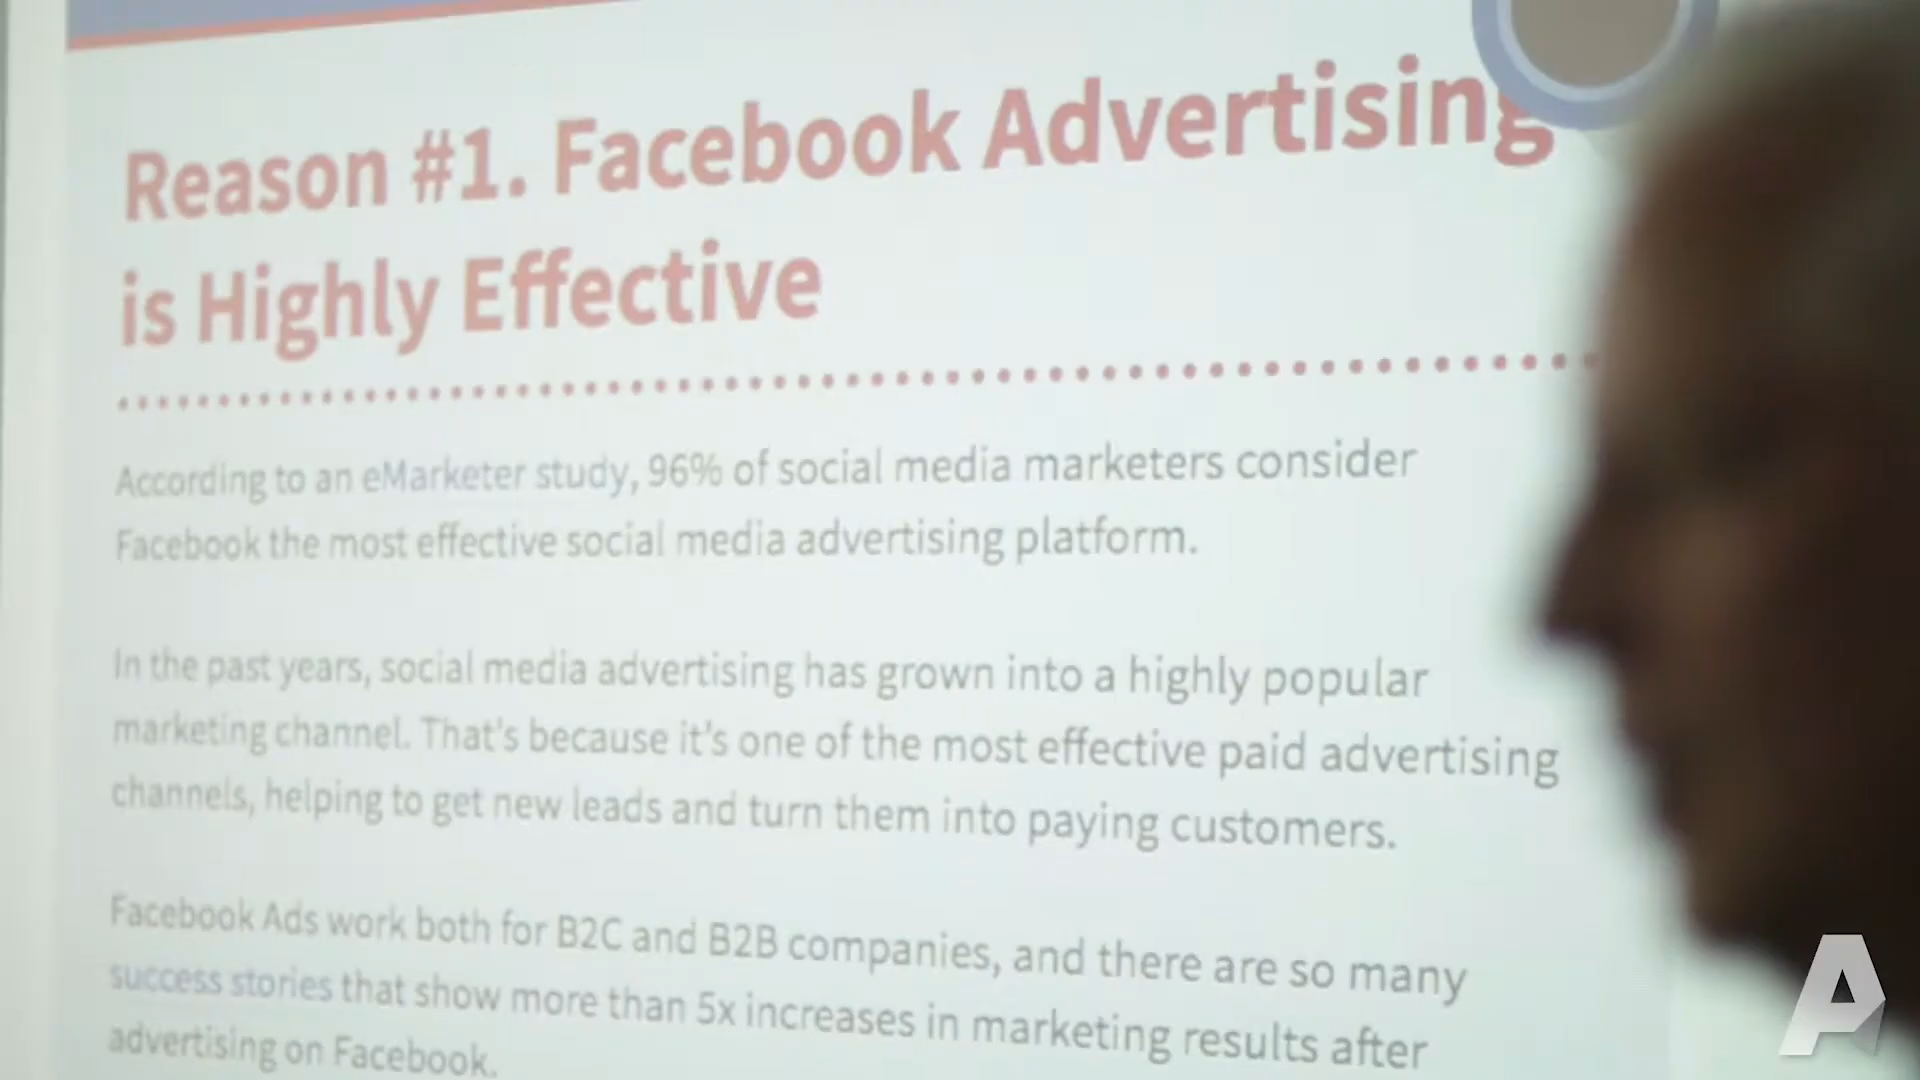 Reason #1. Facebook Advertising
is Highly Effective
According to an eMarketer study, 96% of social media marketers consider
Facebook the most effective social media advertising platform.
In the past years, social media advertising has grown into a highly popular
marketing channel. That's because it's one of the most effective paid advertising
channels, helping to get new leads and turn them into paying customers.
Facebook Ads work both for B2C and B2B companies, and there are so many
success stories that show more than 5x increases in marketing results after
advertising on Facebook.
A